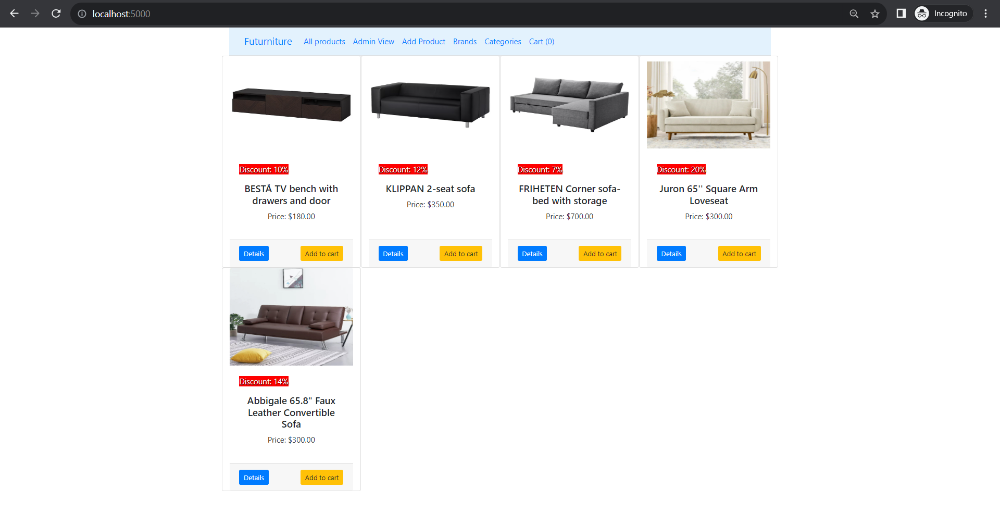 localhost:5000
Incognito
Futurniture All products Admin View Add Product Brands Categories Cart (0)
Discount: 10%
BESTÅ TV bench with
drawers and door
Price: $180.00
Details Add to cart
Discount: 12%
KLIPPAN 2-seat sofa
Price: $350.00
Details Add to cart
Discount: 7%
FRIHETEN Corner sofa-
bed with storage
Price: $700.00
Details Add to cart
Discount: 20%
Juron 65'' Square Arm
Loveseat
Price: $300.00
Details Add to cart
Discount: 14%
Abbigale 65.8" Faux
Leather Convertible
Sofa
Price: $300.00
Details Add to cart